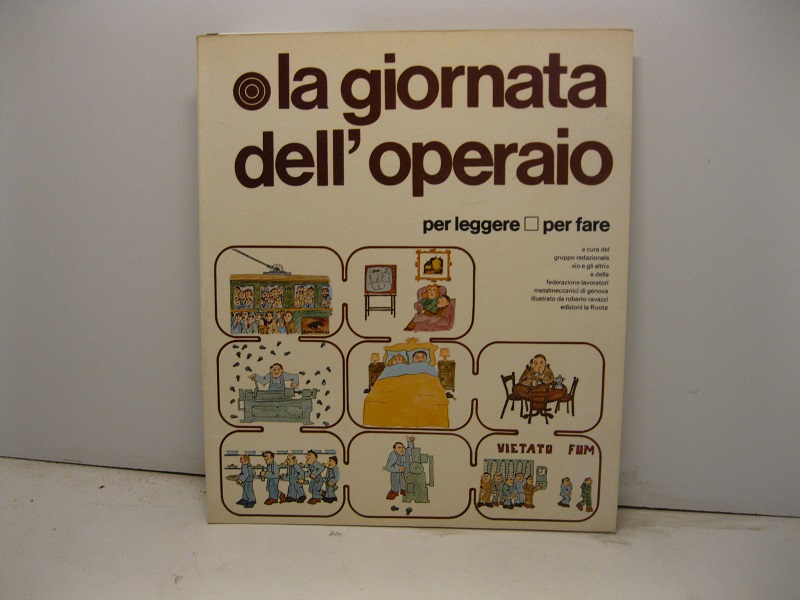 la giornata
dell'operaio
per leggere □ per fare
a cura del
gruppo redazionale
«io e gli altri»
e della
federazione lavoratori
metalmeccanici di genova
illustrato da roberto ravazzi
edizioni la Ruota
VIETATO FUM